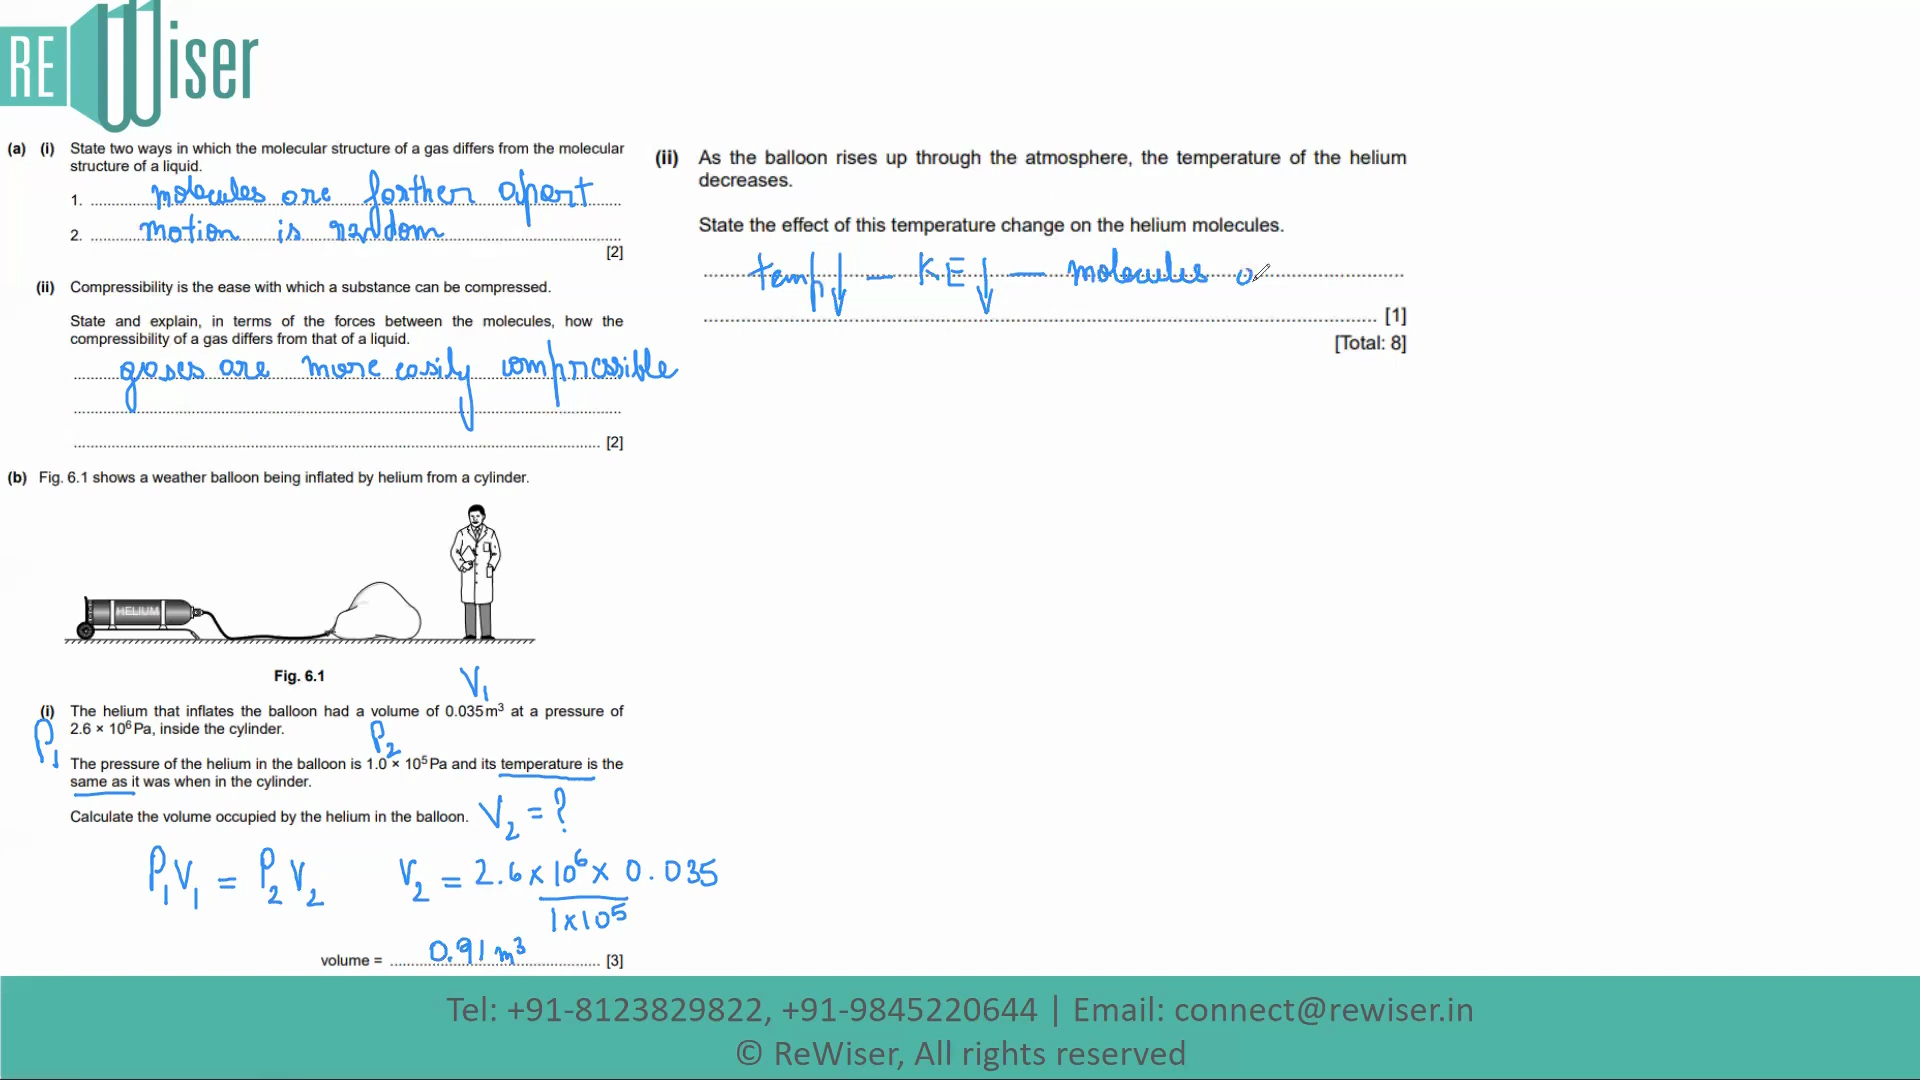 REWiser
(a) (i) State two ways in which the molecular structure of a gas differs from the molecular
structure of a liquid.
1. molecules are farther apart
2. motion is random
[2]
(ii) Compressibility is the ease with which a substance can be compressed.
State and explain, in terms of the forces between the molecules, how the
compressibility of a gas differs from that of a liquid.
gases are more easily compressible
[2]
(b) Fig. 6.1 shows a weather balloon being inflated by helium from a cylinder.
HELIUM
Fig. 6.1
V₁
(i) The helium that inflates the balloon had a volume of 0.035 m³ at a pressure of
P₁ 2.6 × 10⁶ Pa, inside the cylinder.
P₂
The pressure of the helium in the balloon is 1.0 × 10⁵ Pa and its temperature is the
same as it was when in the cylinder.
Calculate the volume occupied by the helium in the balloon. V₂ = ?
P₁V₁ = P₂V₂ V₂ = 2.6 × 10⁶ × 0.035
1 × 10⁵
volume = 0.91 m³ [3]
(ii) As the balloon rises up through the atmosphere, the temperature of the helium
decreases.
State the effect of this temperature change on the helium molecules.
temp ↓ — KE ↓ — molecules
[1]
[Total: 8]
Tel: +91-8123829822, +91-9845220644 | Email: connect@rewiser.in
© ReWiser, All rights reserved